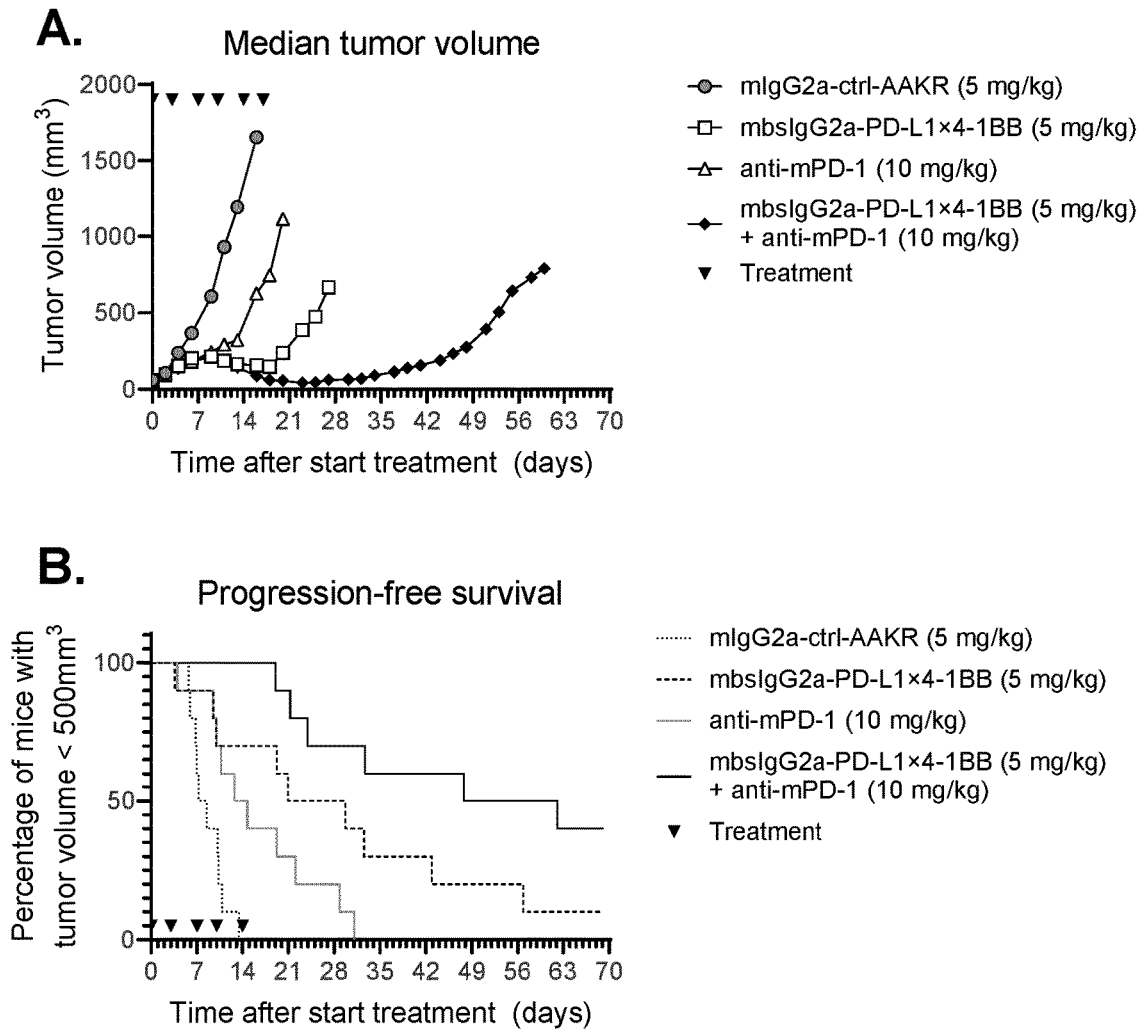 A.
Median tumor volume
Tumor volume (mm3)
2000
1500
1000
500
0
0 7 14 21 28 35 42 49 56 63 70
Time after start treatment (days)
mIgG2a-ctrl-AAKR (5 mg/kg)
mbsIgG2a-PD-L1×4-1BB (5 mg/kg)
anti-mPD-1 (10 mg/kg)
mbsIgG2a-PD-L1×4-1BB (5 mg/kg)
+ anti-mPD-1 (10 mg/kg)
Treatment
B.
Progression-free survival
Percentage of mice with
tumor volume < 500mm3
100
50
0
0 7 14 21 28 35 42 49 56 63 70
Time after start treatment (days)
mIgG2a-ctrl-AAKR (5 mg/kg)
mbsIgG2a-PD-L1×4-1BB (5 mg/kg)
anti-mPD-1 (10 mg/kg)
mbsIgG2a-PD-L1×4-1BB (5 mg/kg)
+ anti-mPD-1 (10 mg/kg)
Treatment